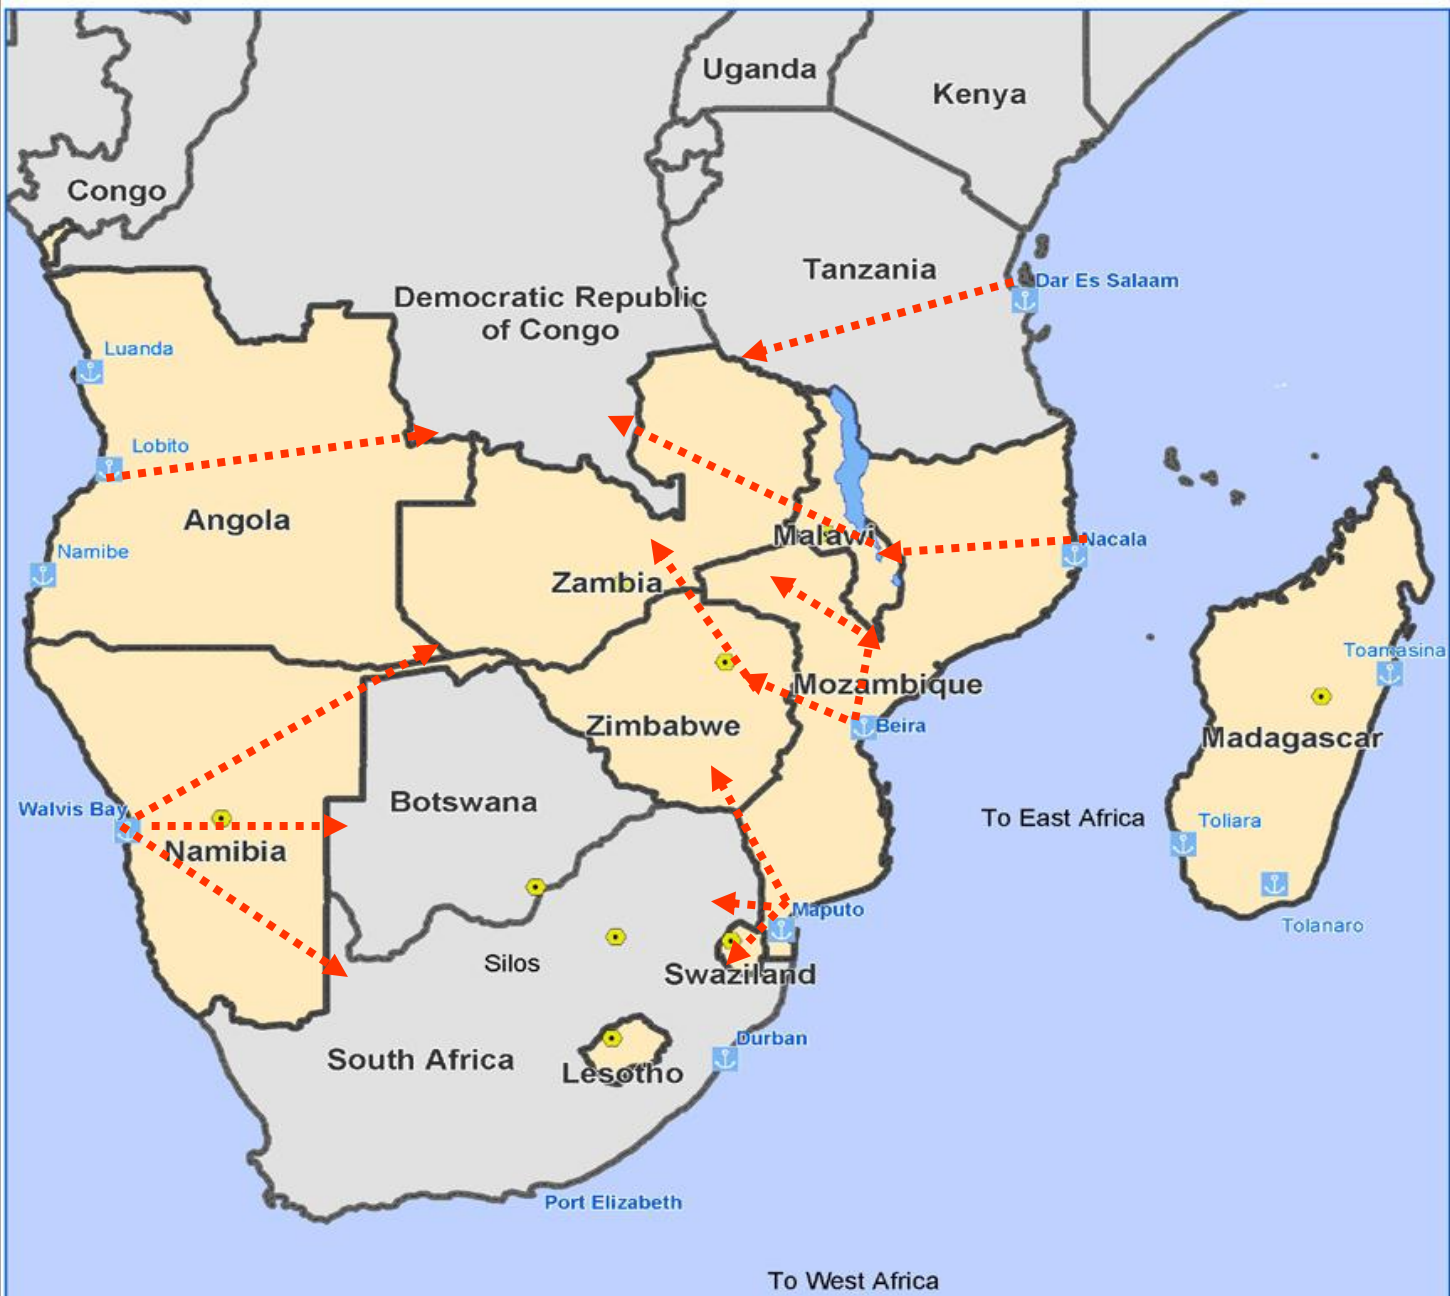 Uganda
Kenya
Congo
Tanzania
Dar Es Salaam
Democratic Republic
of Congo
Luanda
Lobito
Angola
Malawi
Nacala
Namibe
Zambia
Toamasina
Mozambique
Zimbabwe
Beira
Madagascar
Botswana
Walvis Bay
To East Africa
Toliara
Namibia
Maputo
Tolanaro
Silos
Swaziland
Durban
South Africa
Lesotho
Port Elizabeth
To West Africa